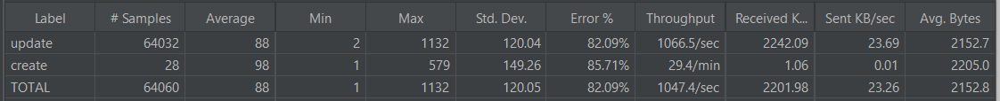 Label # Samples Average Min Max Std. Dev. Error % Throughput Received K... Sent KB/sec Avg. Bytes
update 64032 88 2 1132 120.04 82.09% 1066.5/sec 2242.09 23.69 2152.7
create 28 98 1 579 149.26 85.71% 29.4/min 1.06 0.01 2205.0
TOTAL 64060 88 1 1132 120.05 82.09% 1047.4/sec 2201.98 23.26 2152.8